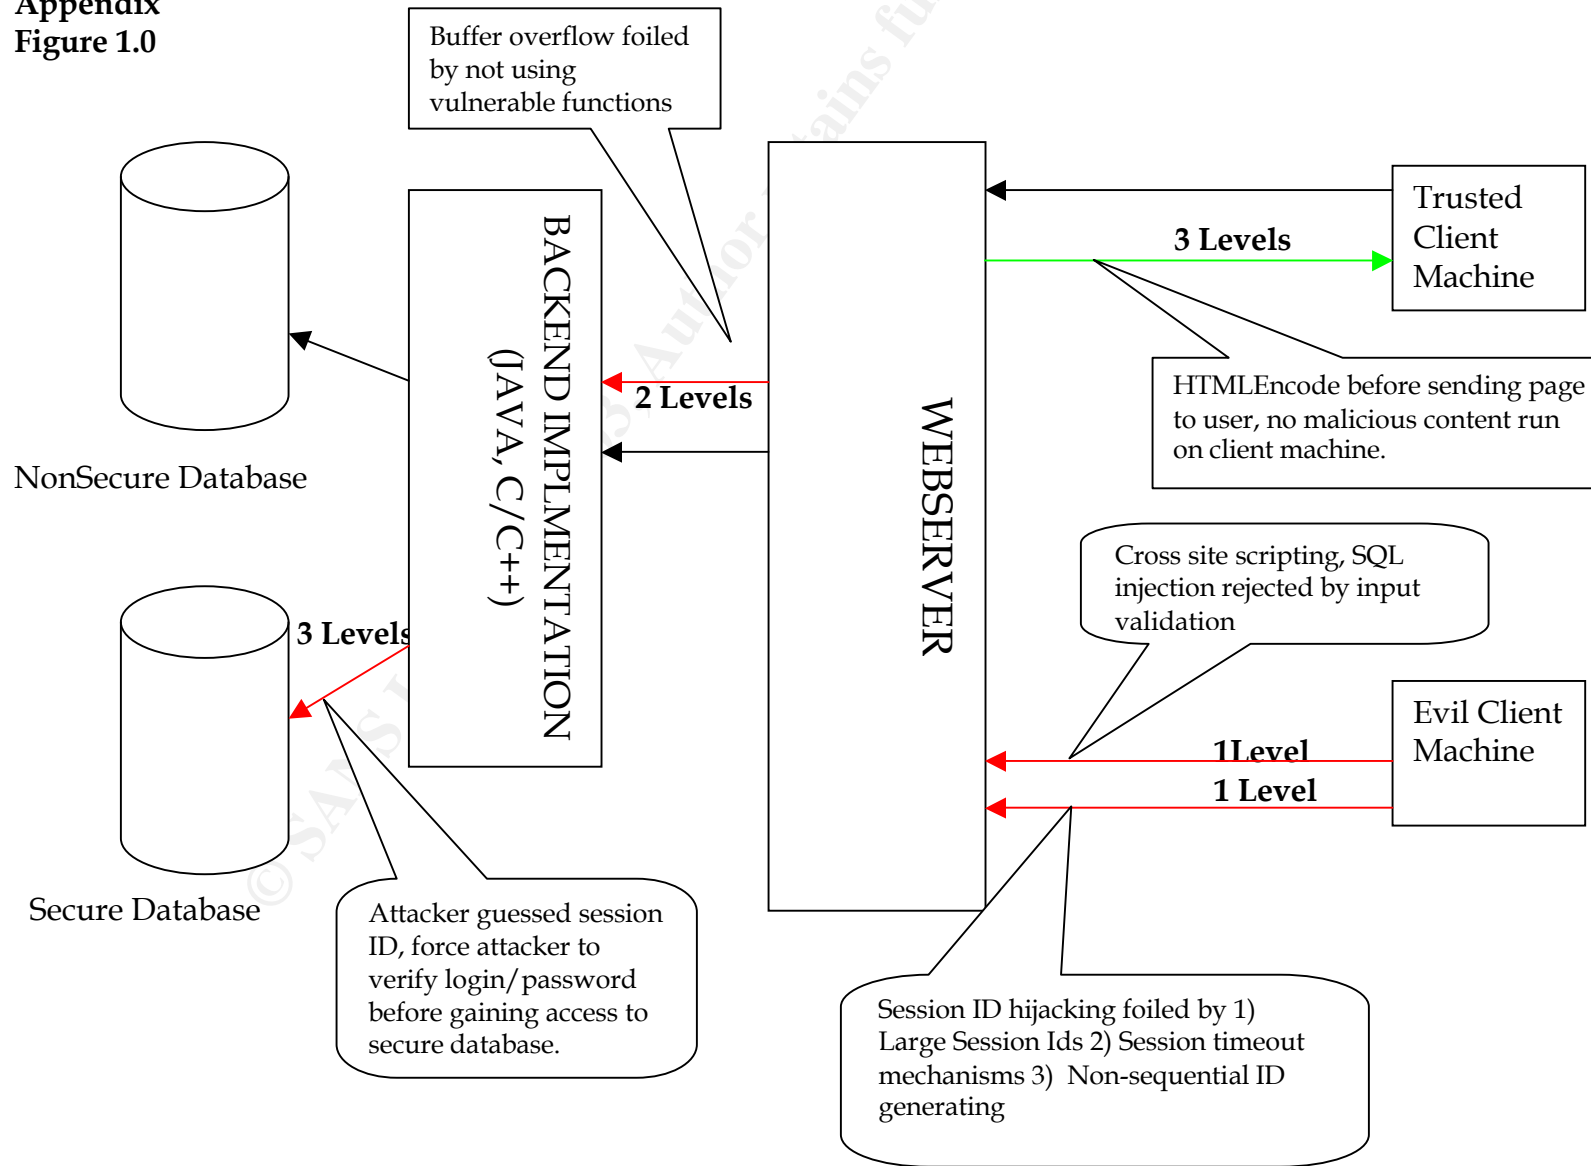 Appendix
Figure 1.0
Buffer overflow foiled
by not using
vulnerable functions
Trusted
Client
Machine
3 Levels
HTMLEncode before sending page
to user, no malicious content run
on client machine.
BACKEND IMPLMENTATION
(JAVA, C/C++)
2 Levels
WEBSERVER
NonSecure Database
Cross site scripting, SQL
injection rejected by input
validation
3 Levels
Evil Client
Machine
1Level
1 Level
Secure Database
Attacker guessed session
ID, force attacker to
verify login/password
before gaining access to
secure database.
Session ID hijacking foiled by 1)
Large Session Ids 2) Session timeout
mechanisms 3) Non-sequential ID
generating
© SANS
Author